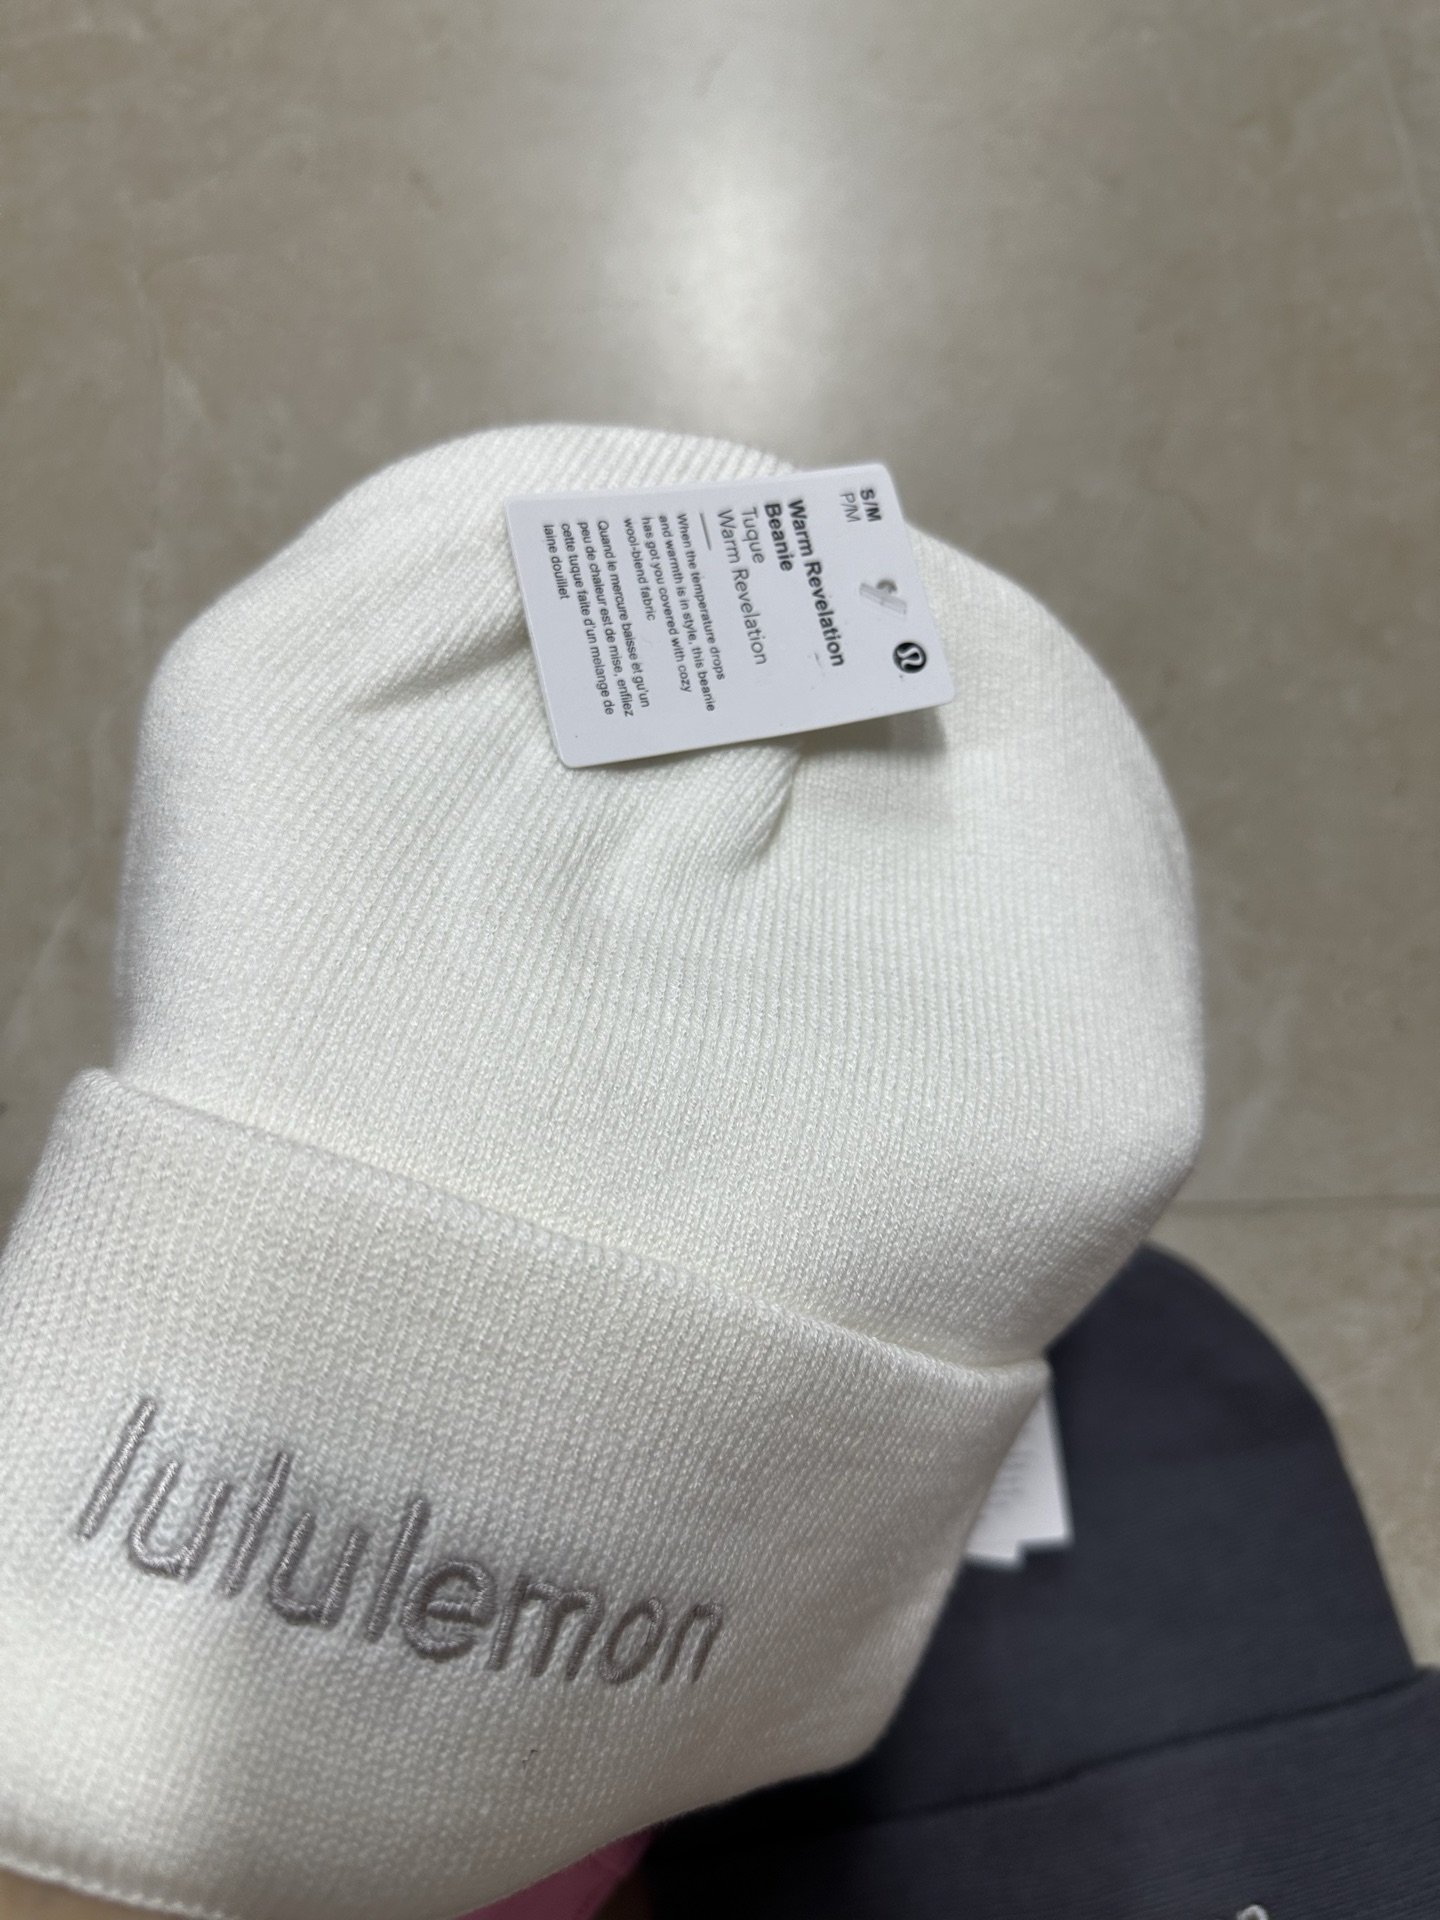 S/M
P/M
Warm Revelation
Beanie
Tuque
Warm Revelation
When the temperature drops
and warmth is in style, this beanie
has got you covered with cozy
wool-blend fabric
Quand le mercure baisse et gu'un
peu de chaleur est de mise, enfilez
cette tuque faite d'un melange de
laine douillet
lululemon